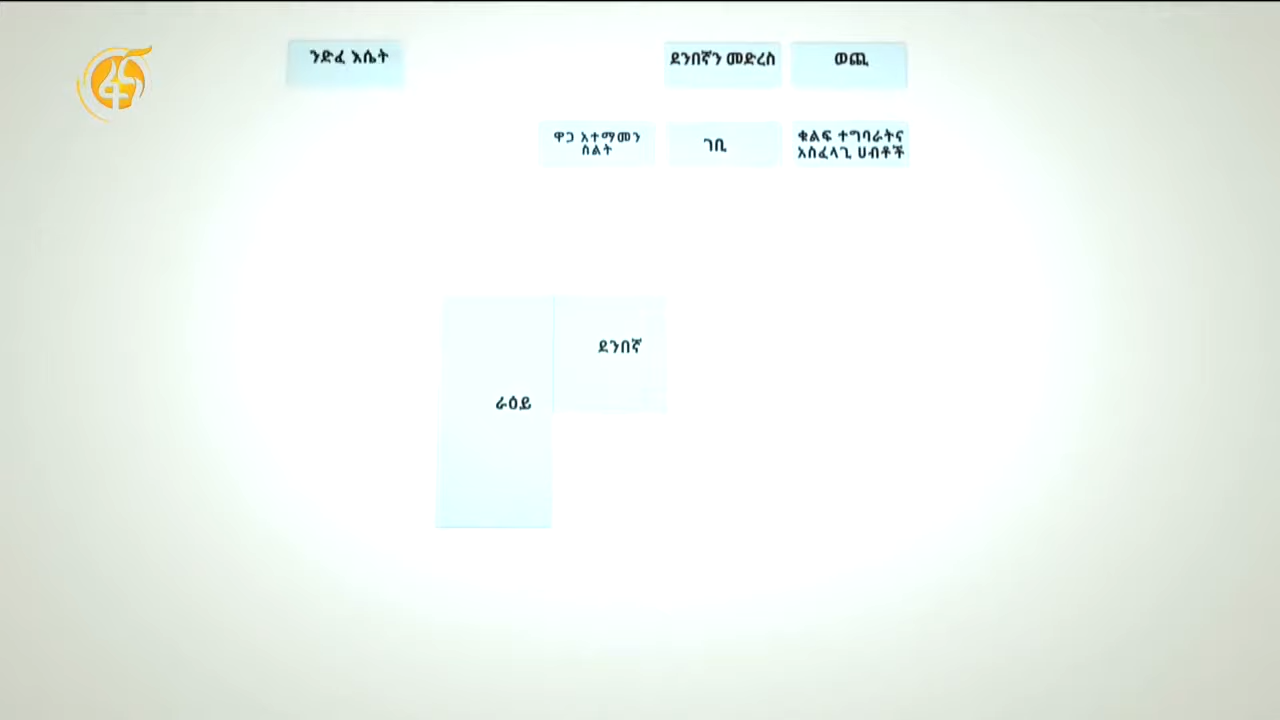 ንድፈ እሴት
ደንበኛን መድረስ
ወጪ
ዋጋ አተማመን
ስልት
ገቢ
ቁልፍ ተግባራትና
አስፈላጊ ሀብቶች
ደንበኛ
ራዕይ